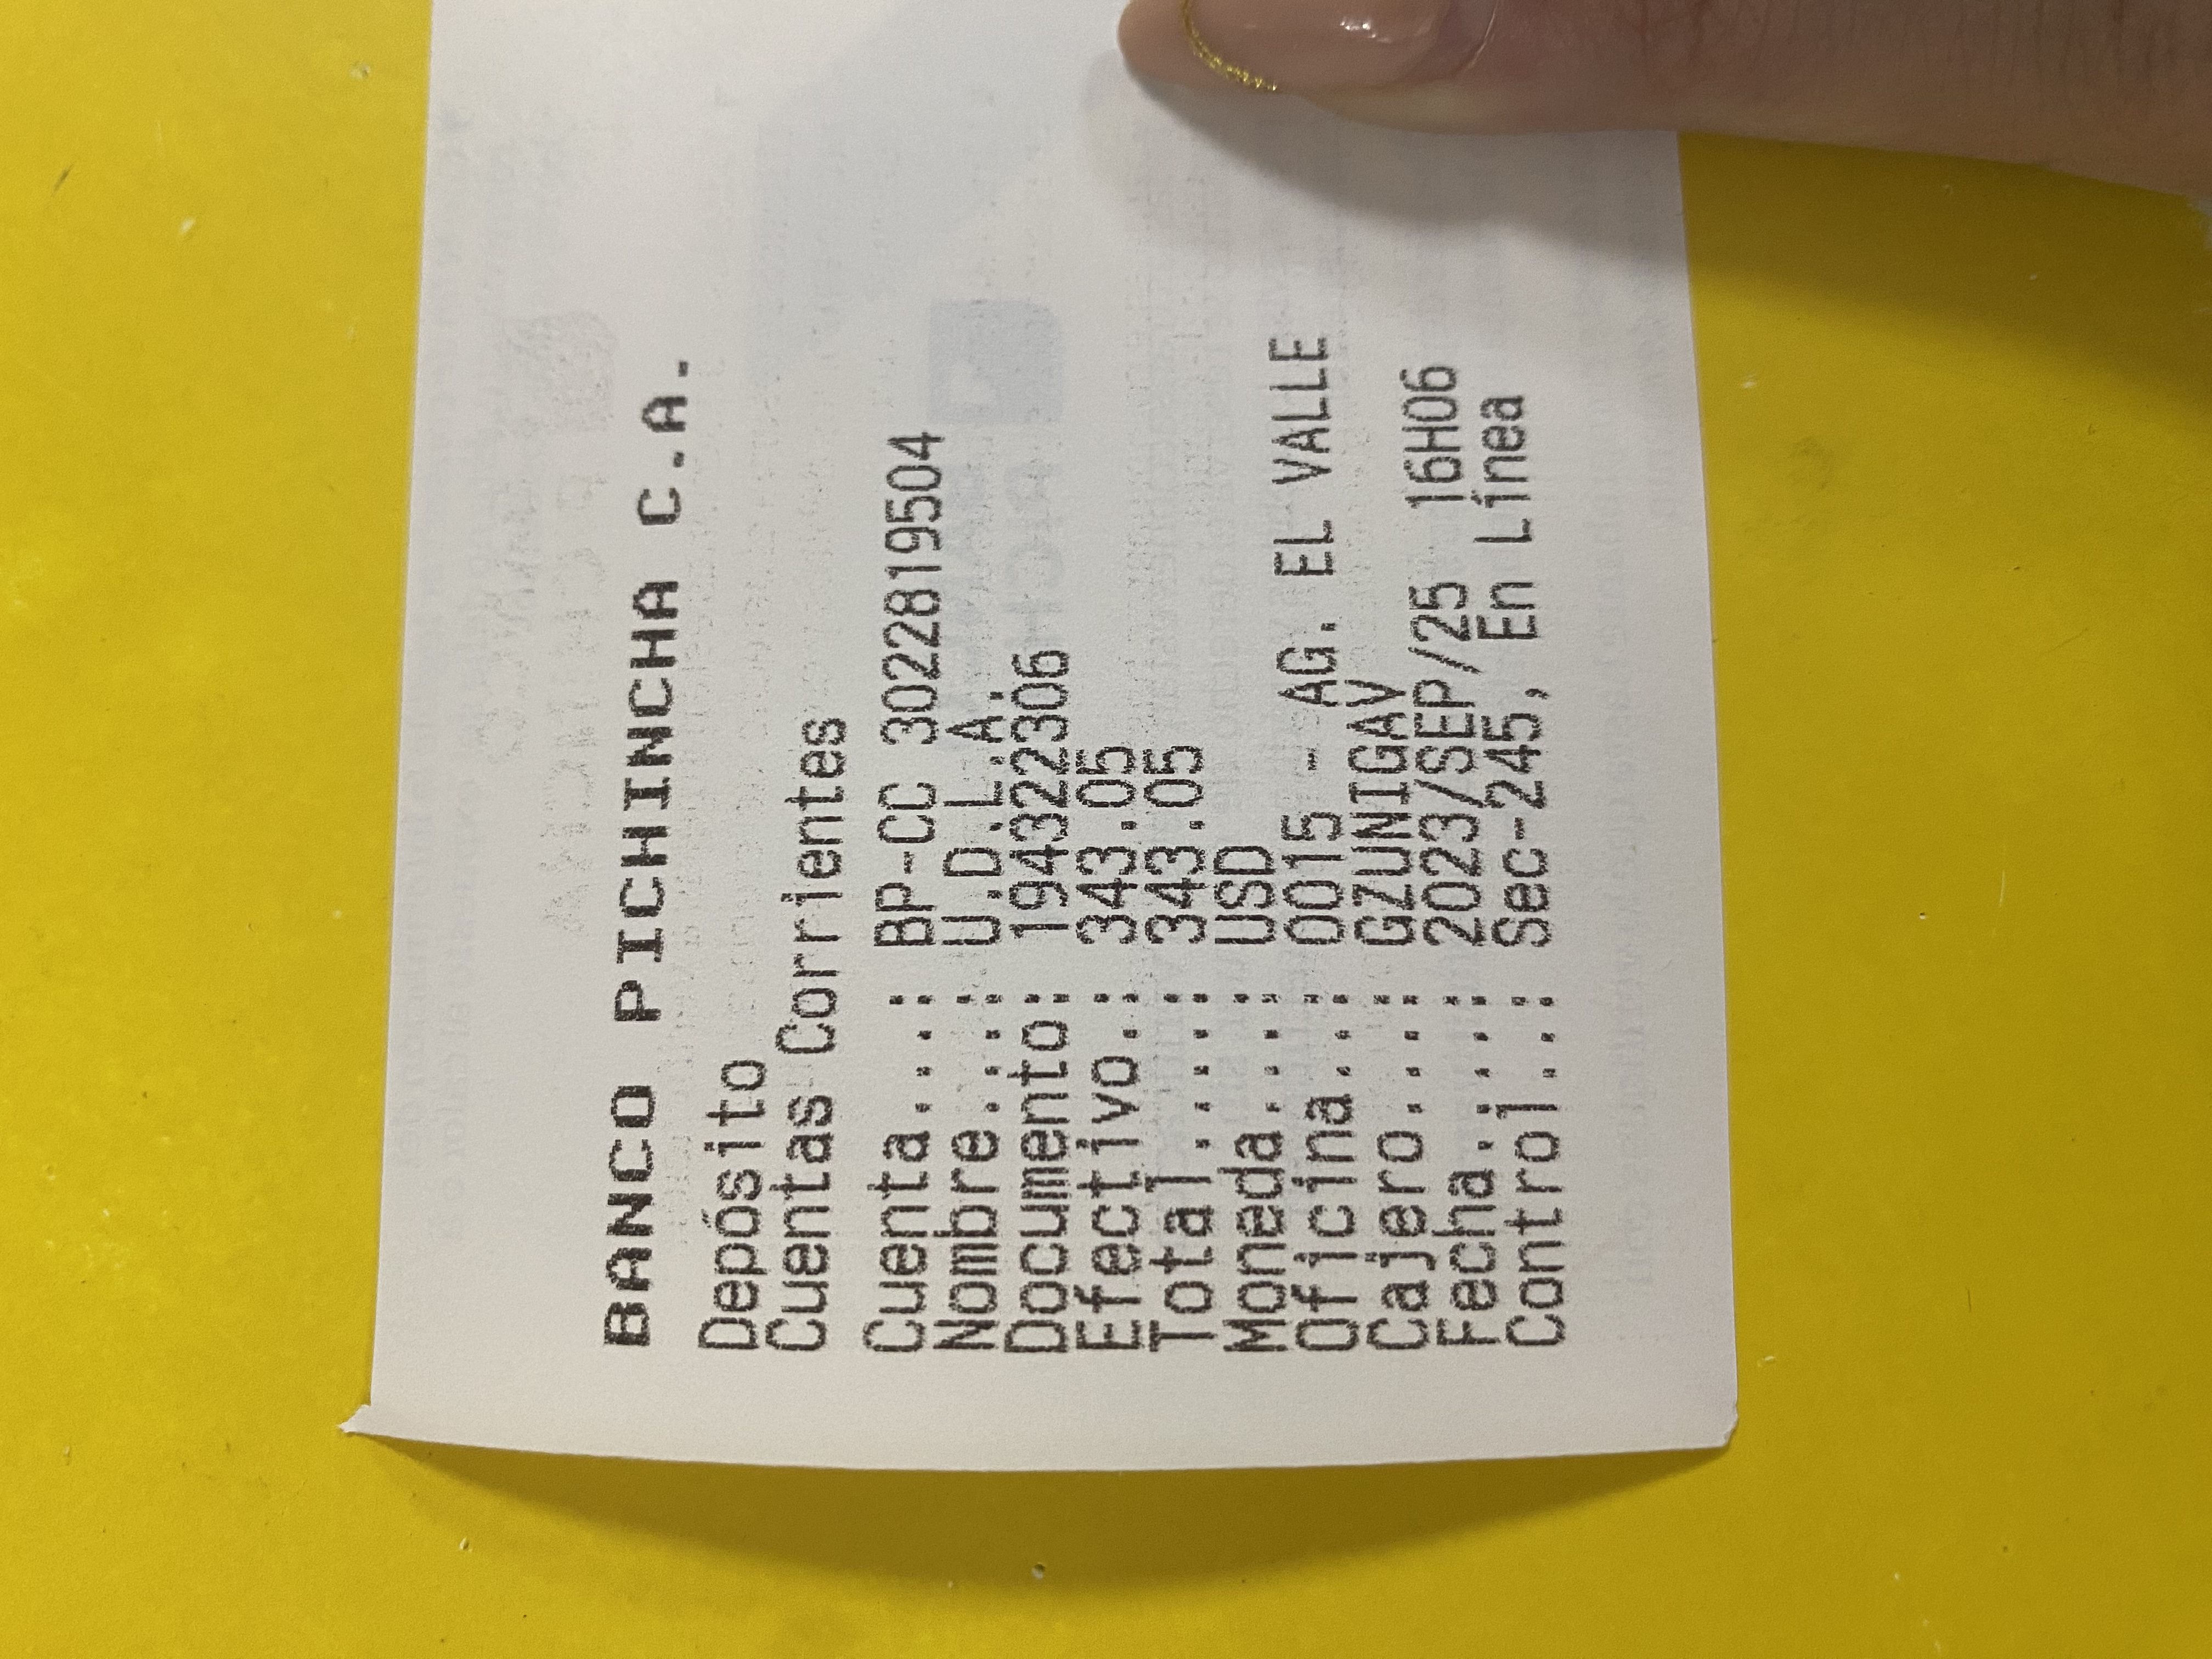 BANCO PICHINCHA C.A.
Depósito
Cuentas Corrientes
Cuenta....: BP-CC 3022819504
Nombre....: U.D.L.A.
Documento: 194322306
Efectivo.: 343.05
Total.....: 343.05
Moneda....: USD
Oficina...: 0015 - AG. EL VALLE
Cajero....: GZUNIGAV
Fecha.....: 2023/SEP/25 16H06
Control...: Sec-245, En Línea